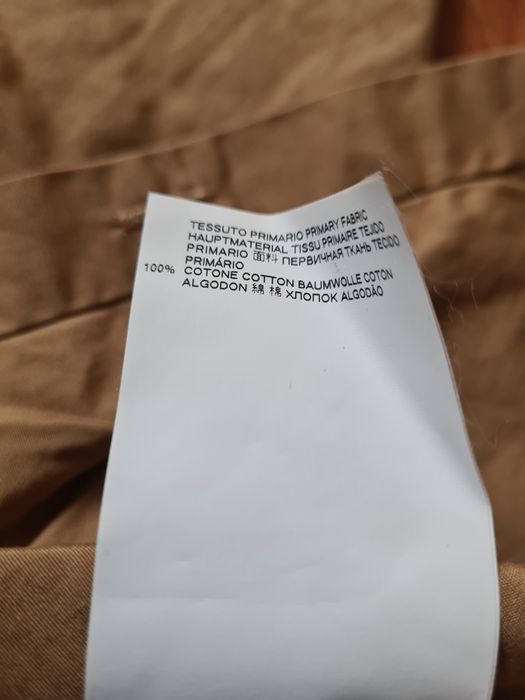 TESSUTO PRIMARIO PRIMARY FABRIC
HAUPTMATERIAL TISSU PRIMAIRE TEJIDO
PRIMARIO 面料 ПЕРВИЧНАЯ ТКАНЬ TECIDO
PRIMÁRIO
100% COTONE COTTON BAUMWOLLE COTON
ALGODON 綿 棉 ХЛОПОК ALGODÃO